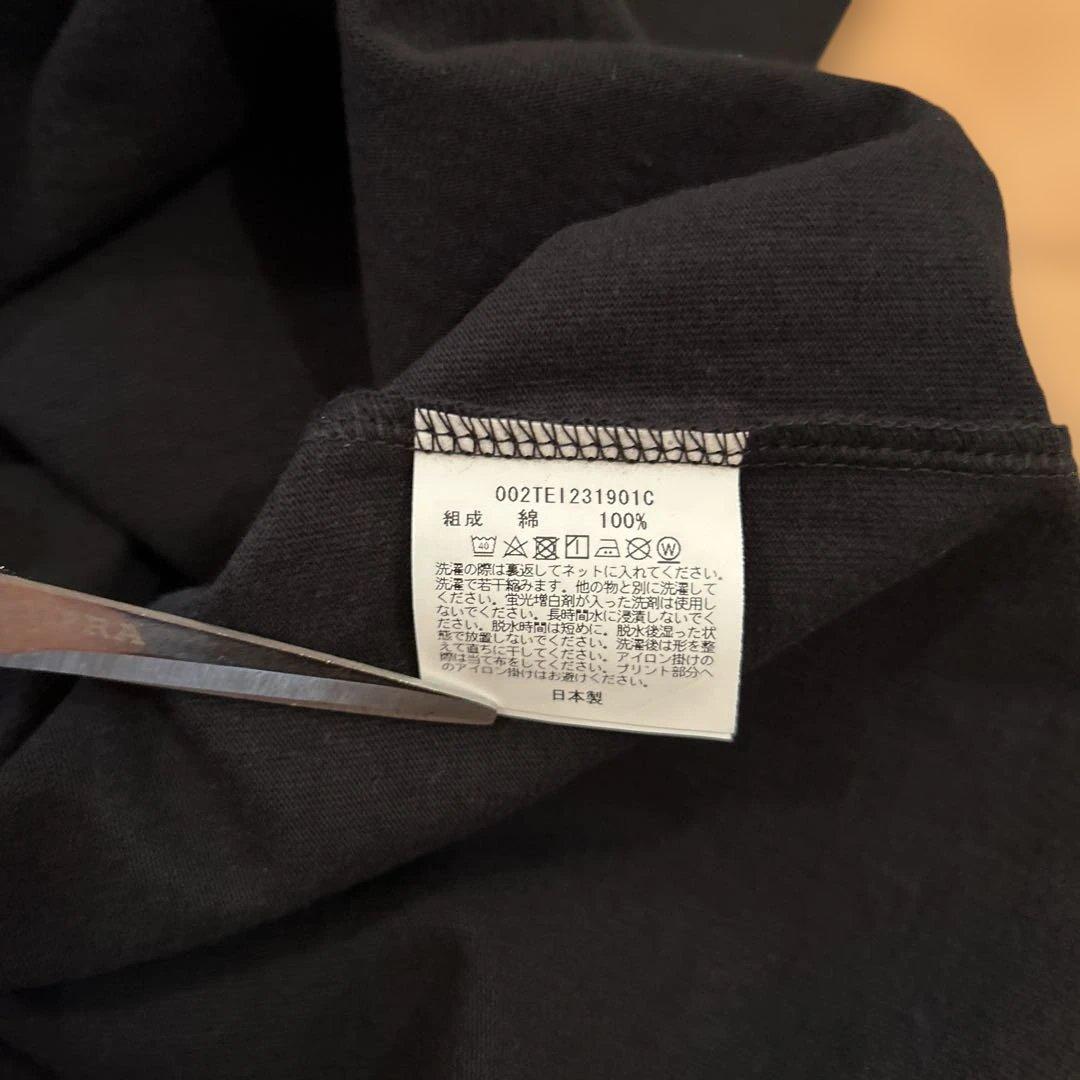 002TEI231901C
組成 綿 100%
40 W
洗濯の際は裏返してネットに入れてください。
洗濯で若干縮みます。他の物と別に洗濯して
ください。蛍光増白剤が入った洗剤は使用し
ないでください。長時間水に浸漬しないでく
ださい。脱水時間は短めに。脱水後湿った状
態で放置しないでください。洗濯後は形を整
えて直ちに干してください。アイロン掛けの
際は当て布をしてください。プリント部分へ
のアイロン掛けはお避けください。
日本製